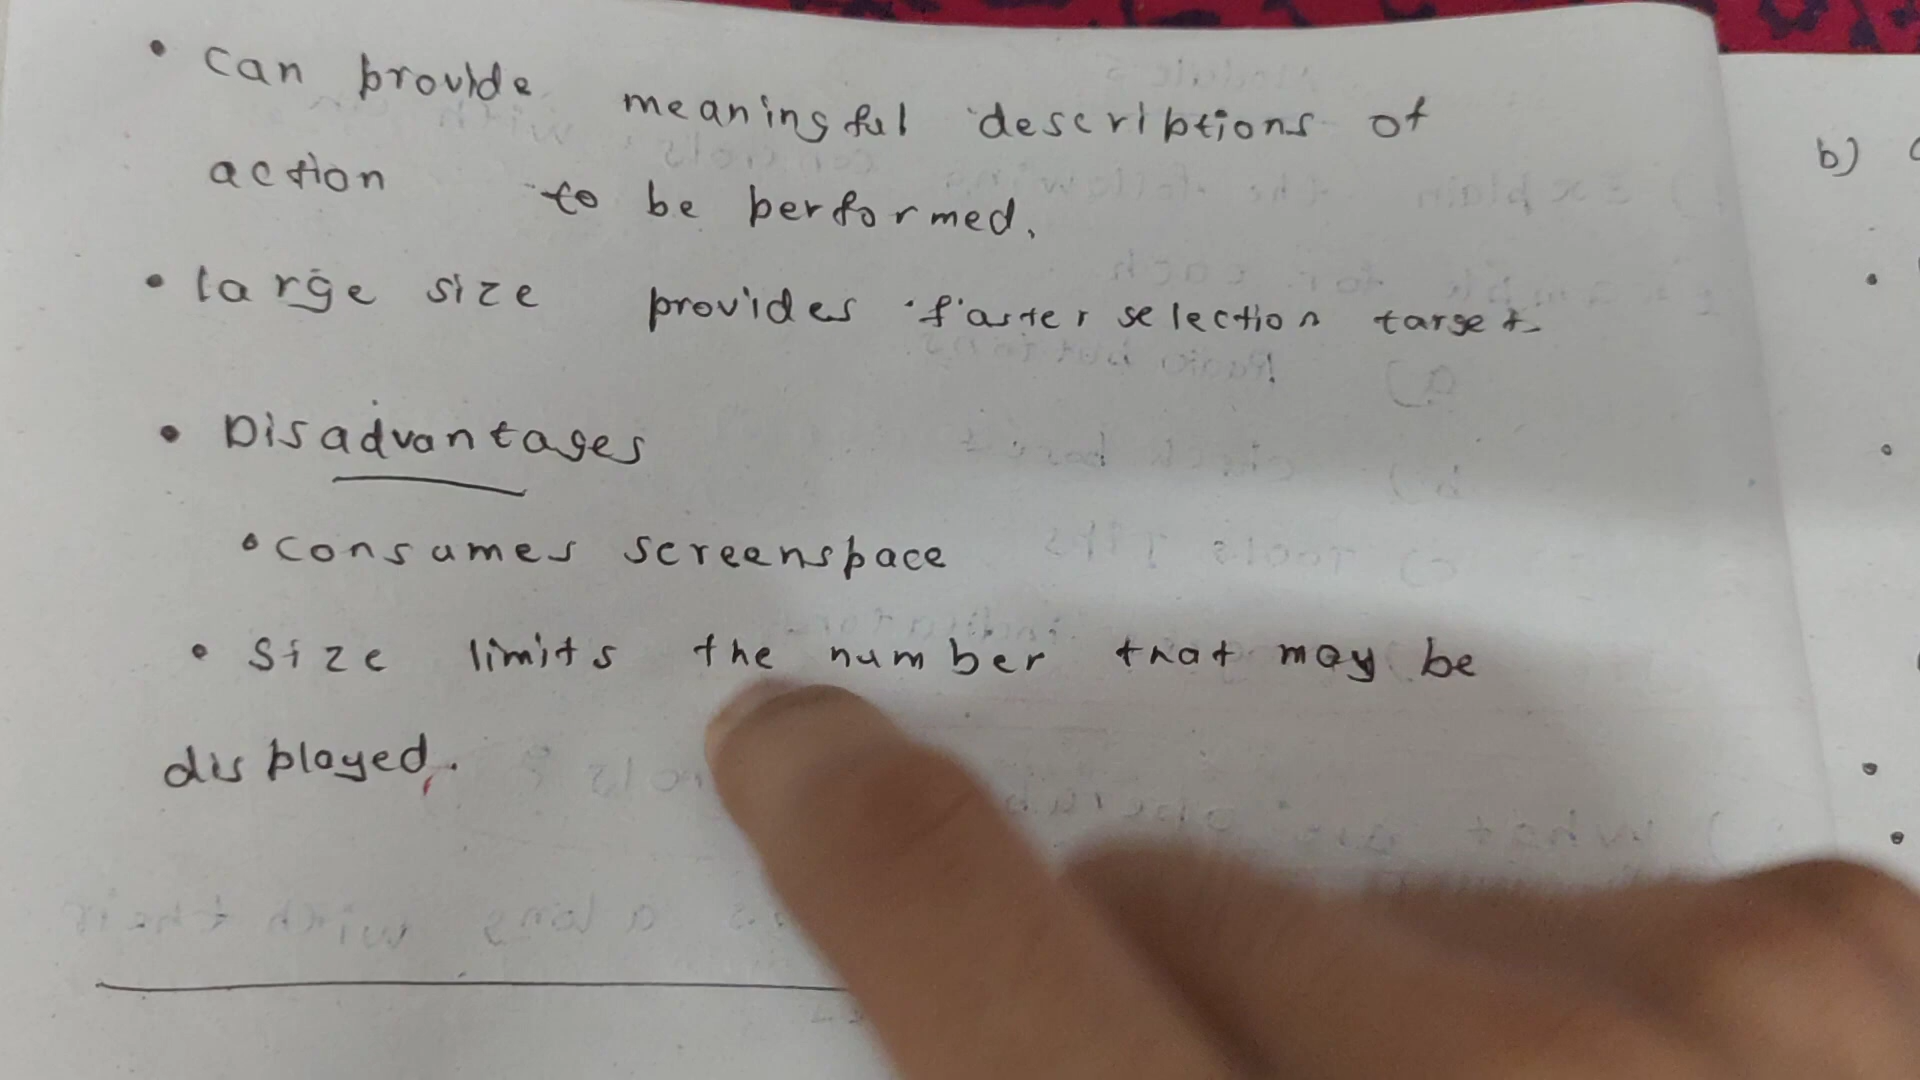 • can provide meaningful descriptions of
action to be performed.
• large size provides faster selection target
• Disadvantages
• consumes screenspace
• size limits the number that may be
displayed.
b)